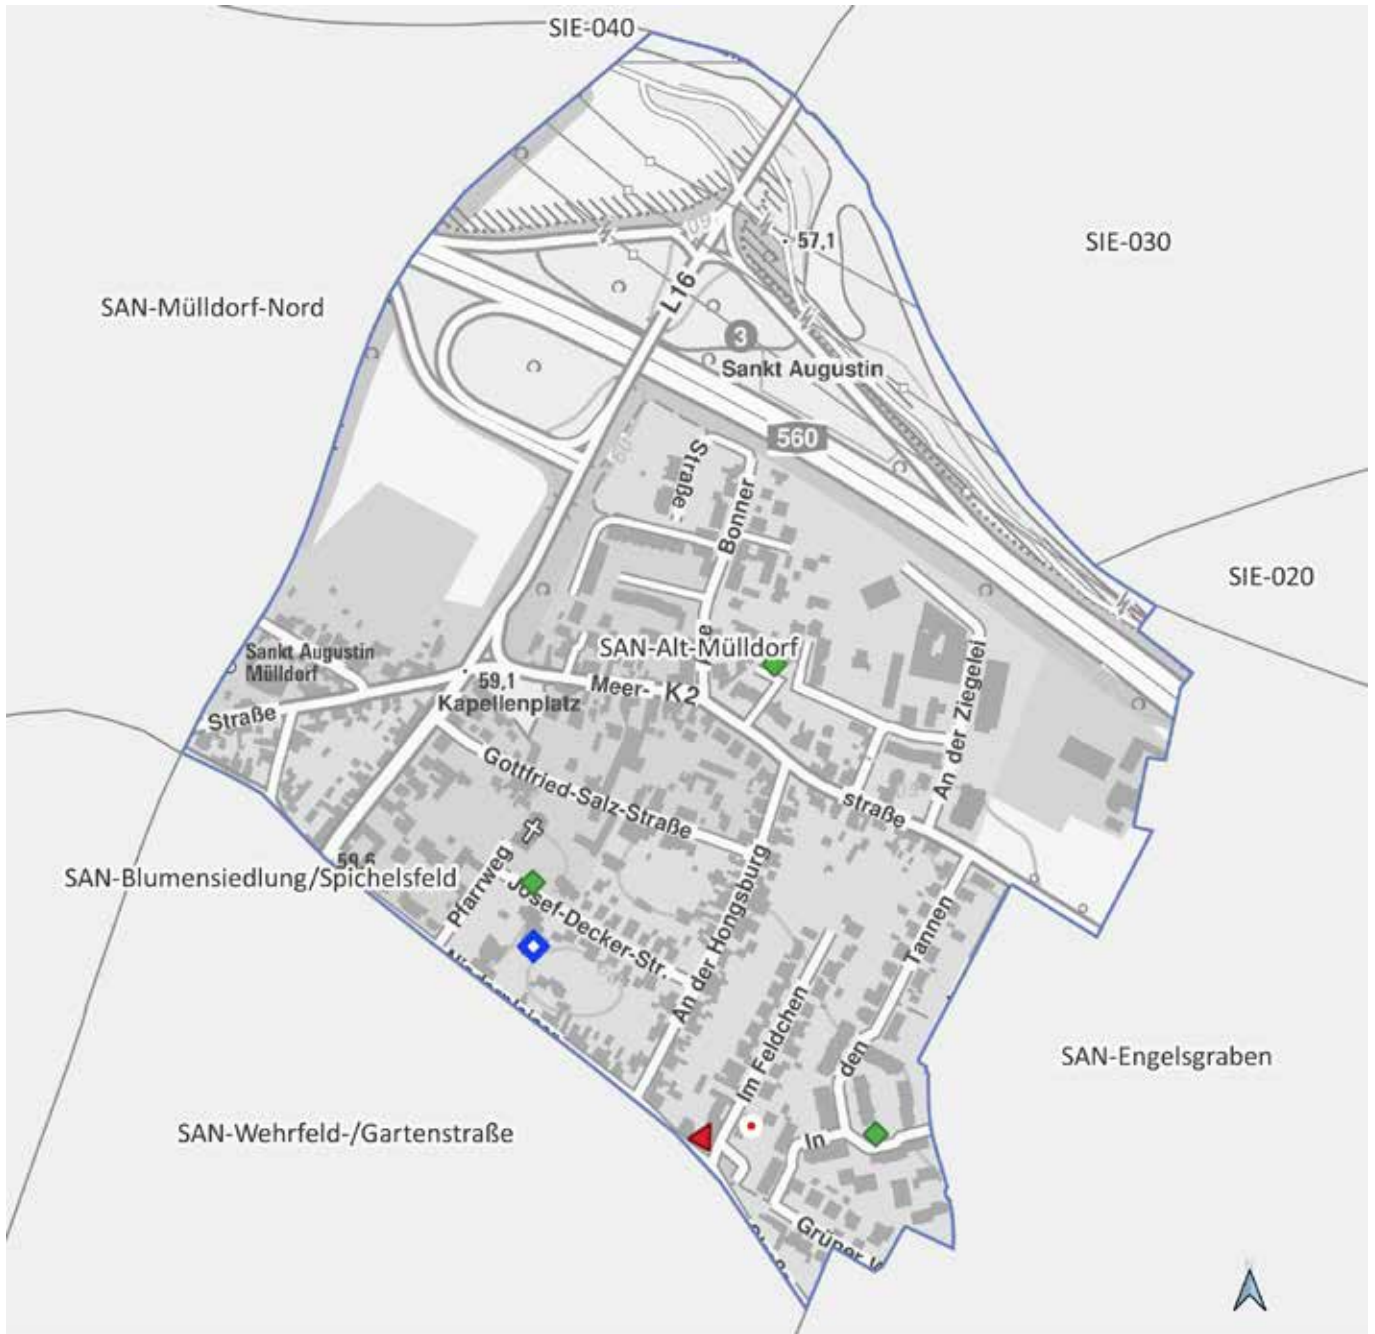 SIE-040
SIE-030
57,1
SAN-Mülldorf-Nord
L16
3
Sankt Augustin
560
Straße
Bonner
SIE-020
SAN-Alt-Mülldorf
Sankt Augustin
Mülldorf
59,1
Kapellenplatz
Meer-
K2
Straße
An der Ziegelei
Gottfried-Salz-Straße
straße
59,6
SAN-Blumensiedlung/Spichelsfeld
Pfarrweg
Josef-Decker-Str.
An der Hongsburg
Tannen
Im Feldchen
den
In
SAN-Engelsgraben
SAN-Wehrfeld-/Gartenstraße
Grüner